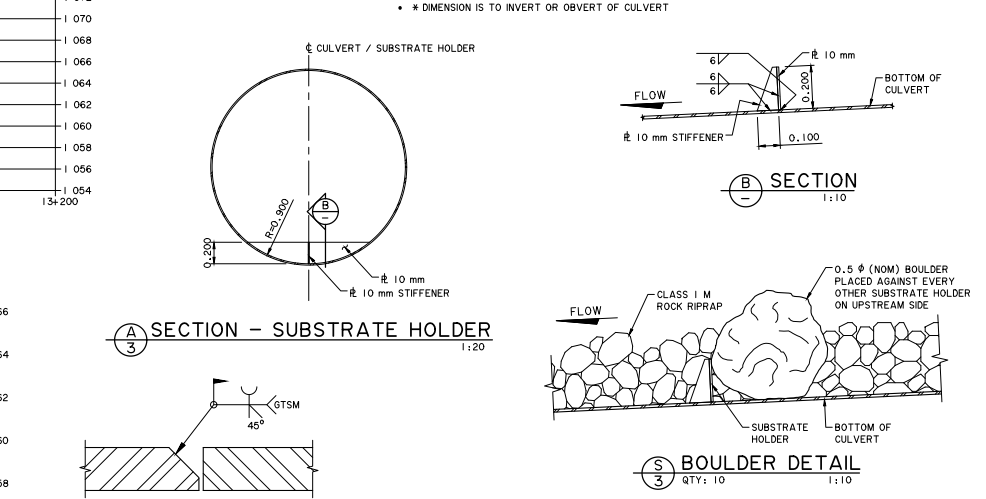 1 070
1 068
1 066
1 064
1 062
1 060
1 058
1 056
1 054
13+200
• * DIMENSION IS TO INVERT OR OBVERT OF CULVERT
℄ CULVERT / SUBSTRATE HOLDER
R=0.900
B
-
0.200
℄ 10 mm
℄ 10 mm STIFFENER
A
3
SECTION - SUBSTRATE HOLDER
1:20
GTSM
45°
6
6
℄ 10 mm
0.200
BOTTOM OF
CULVERT
FLOW
℄ 10 mm STIFFENER
0.100
B
-
SECTION
1:10
FLOW
CLASS 1 M
ROCK RIPRAP
0.5 Φ (NOM) BOULDER
PLACED AGAINST EVERY
OTHER SUBSTRATE HOLDER
ON UPSTREAM SIDE
SUBSTRATE
HOLDER
BOTTOM OF
CULVERT
S
3
BOULDER DETAIL
QTY: 10
1:10